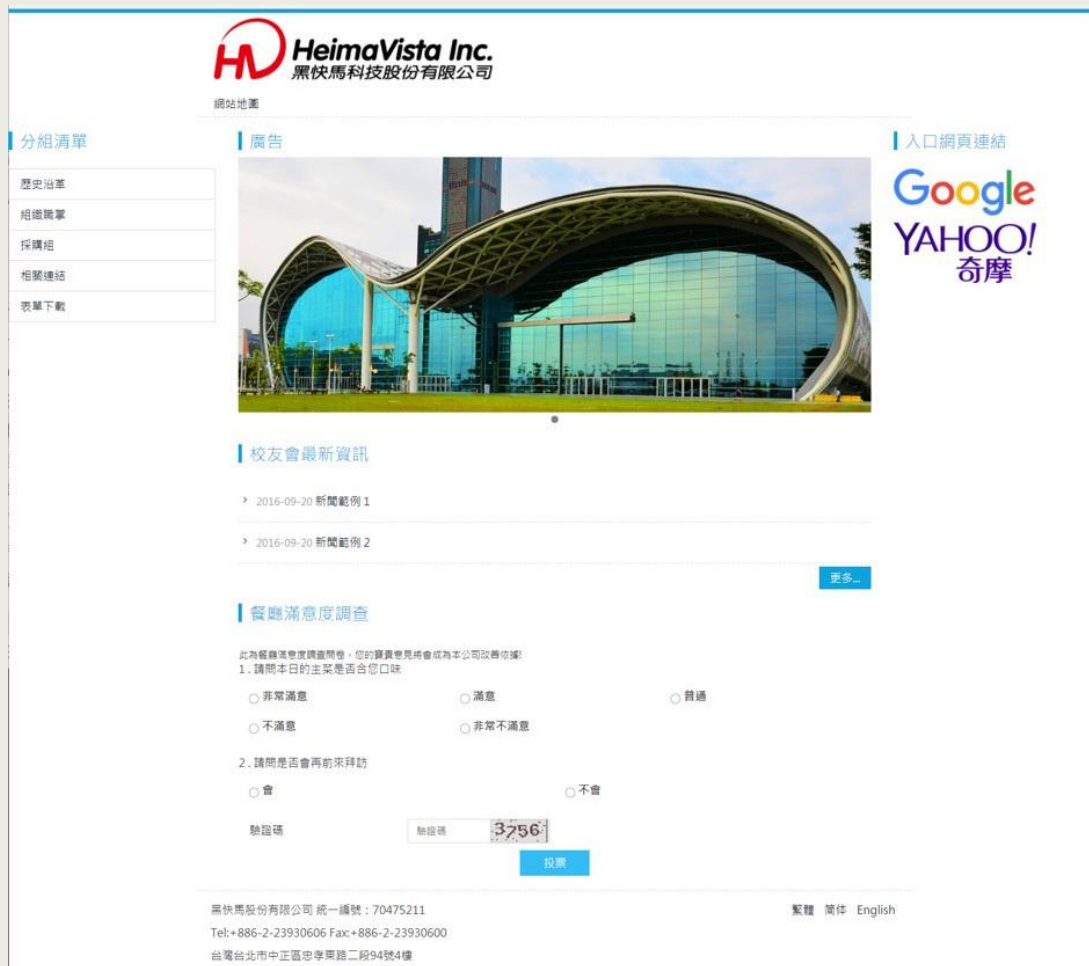 HeimaVista Inc.
黑快馬科技股份有限公司
網站地圖
分組清單
歷史沿革
組織職掌
採購組
相關連結
表單下載
廣告
校友會最新資訊
› 2016-09-20 新聞範例 1
› 2016-09-20 新聞範例 2
更多...
餐廳滿意度調查
此為餐廳滿意度調查問卷，您的寶貴意見將會成為本公司改善依據!
1 . 請問本日的主菜是否合您口味
非常滿意 滿意 普通
不滿意 非常不滿意
2 . 請問是否會再前來拜訪
會 不會
驗證碼 驗證碼 3756
投票
入口網頁連結
Google
YAHOO!
奇摩
黑快馬股份有限公司 統一編號：70475211
Tel:+886-2-23930606 Fax:+886-2-23930600
台灣台北市中正區忠孝東路二段94號4樓
繁體 简体 English